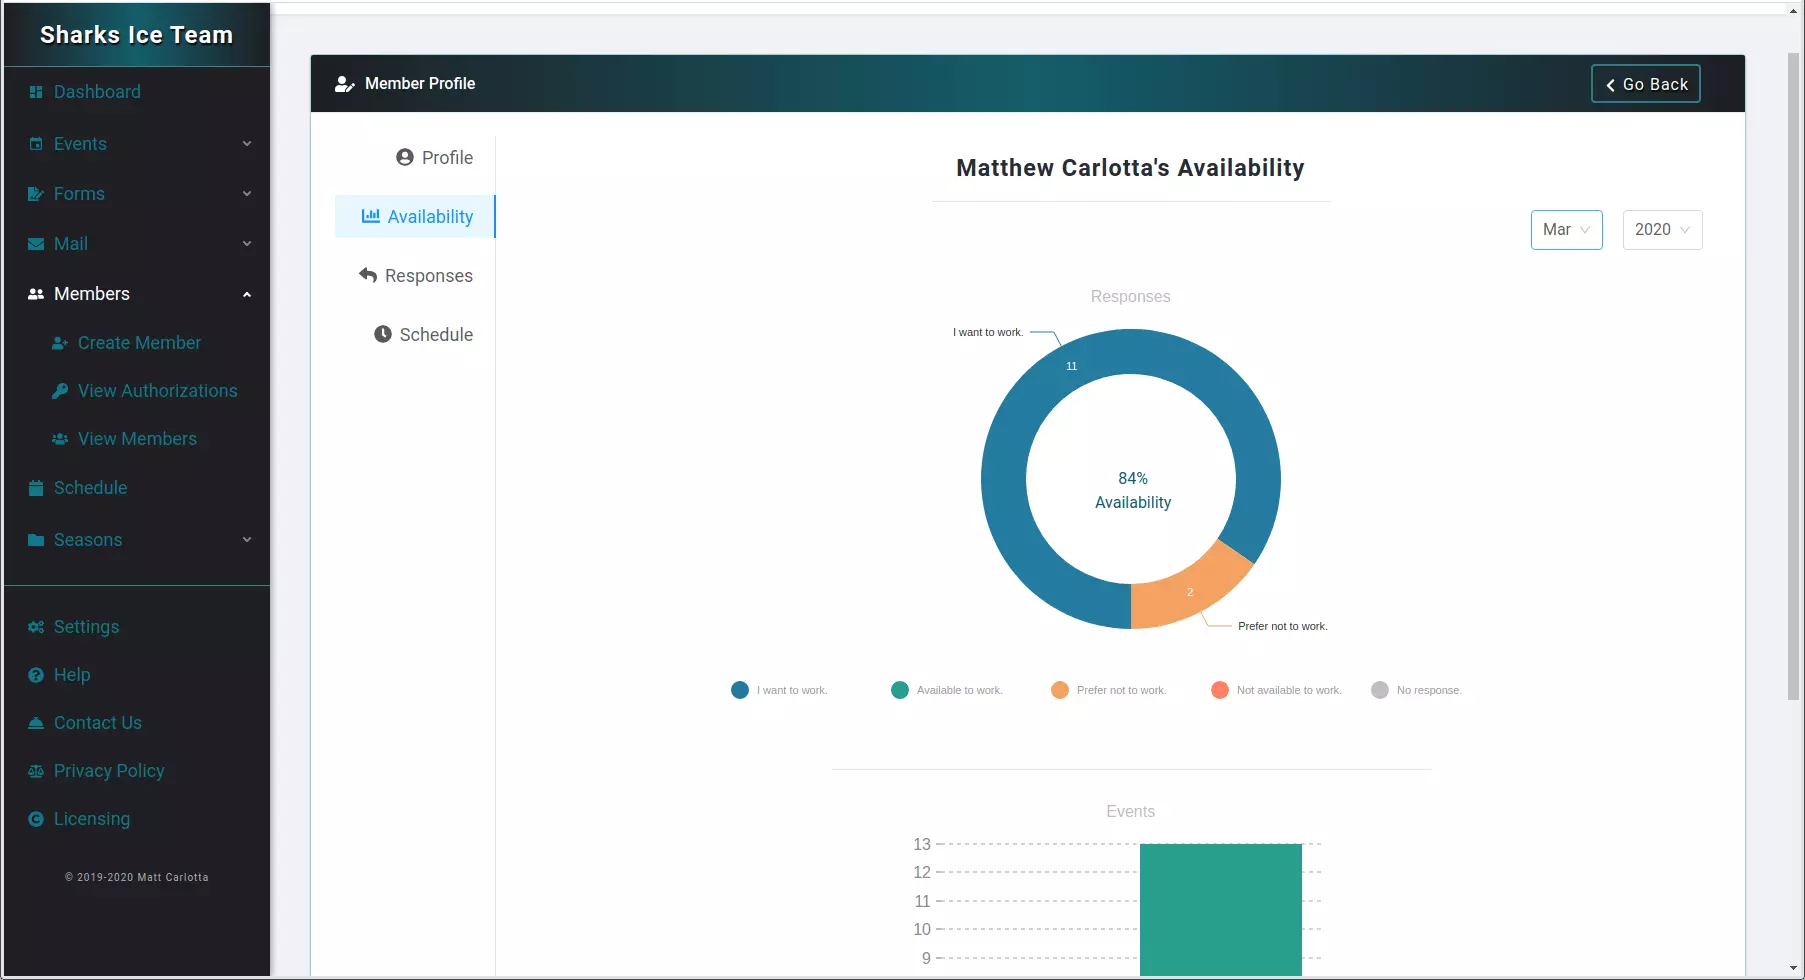 Sharks Ice Team
Dashboard
Events
Forms
Mail
Members
Create Member
View Authorizations
View Members
Schedule
Seasons
Settings
Help
Contact Us
Privacy Policy
Licensing
© 2019-2020 Matt Carlotta
Member Profile
Go Back
Profile
Availability
Responses
Schedule
Matthew Carlotta's Availability
Mar
2020
Responses
I want to work.
11
84%
Availability
2
Prefer not to work.
I want to work.
Available to work.
Prefer not to work.
Not available to work.
No response.
Events
13
12
11
10
9